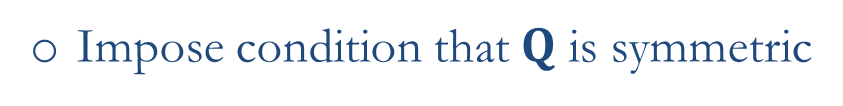 ○ Impose condition that Q is symmetric